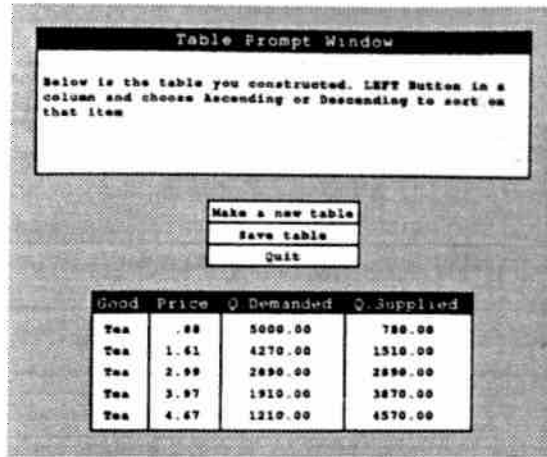 Table Prompt Window
Below is the table you constructed. LEFT Button in a
column and choose Ascending or Descending to sort on
that item
Make a new table
Save table
Quit
Good Price Q.Demanded Q.Supplied
Tea .88 5000.00 780.00
Tea 1.61 4270.00 1510.00
Tea 2.99 2890.00 2890.00
Tea 3.97 1910.00 3870.00
Tea 4.67 1210.00 4570.00